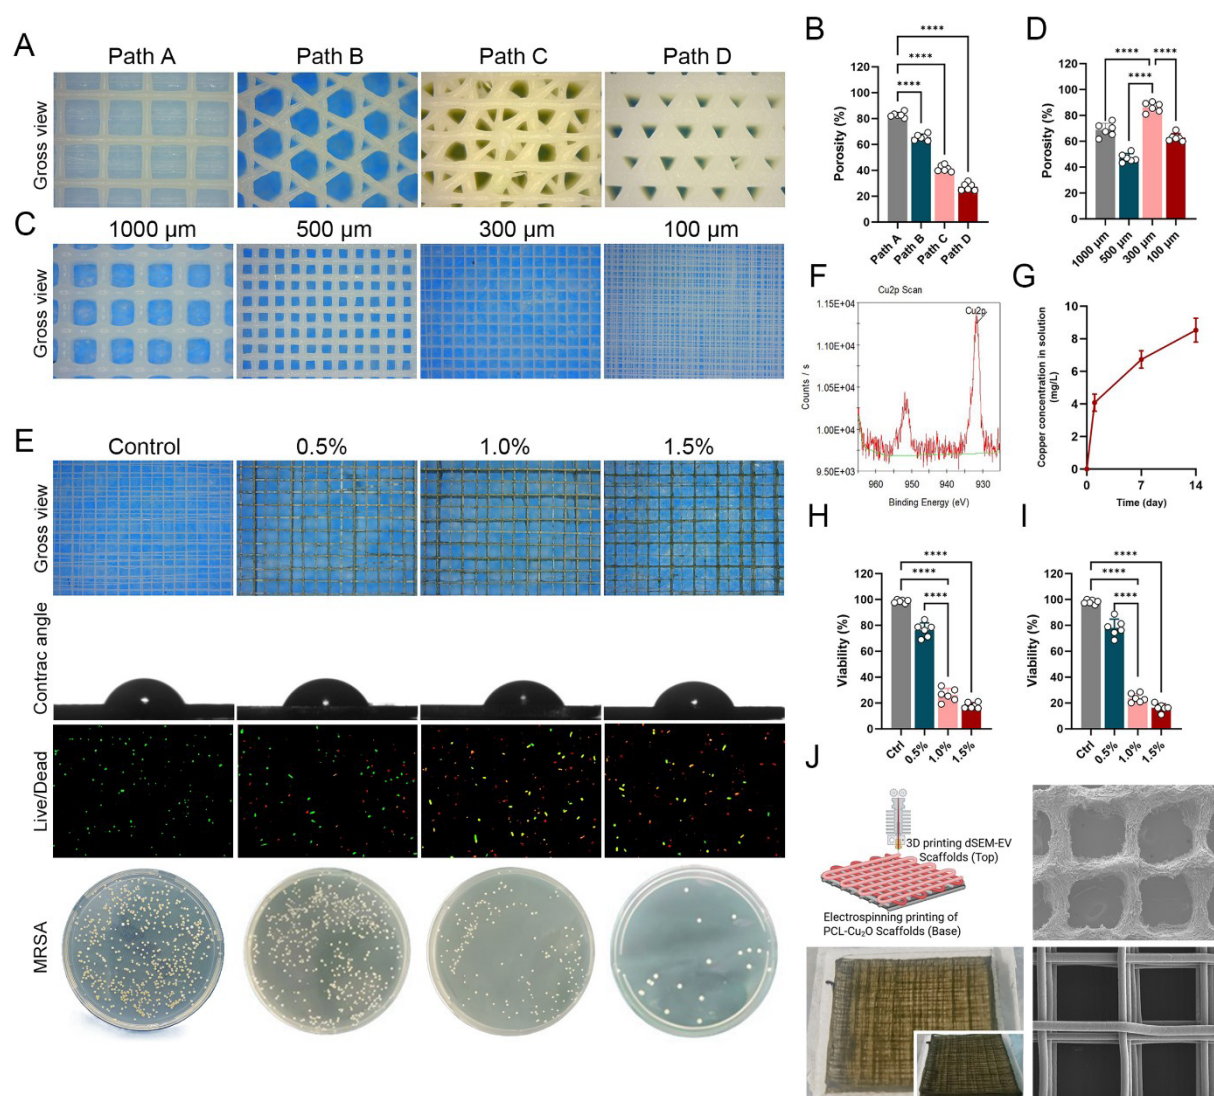 A
Path A
Path B
Path C
Path D
Gross view
C
1000 µm
500 µm
300 µm
100 µm
Gross view
B
****
****
****
Porosity (%)
120
100
80
60
40
20
0
Path A
Path B
Path C
Path D
D
****
****
****
Porosity (%)
120
100
80
60
40
20
0
1000 µm
500 µm
300 µm
100 µm
E
Control
0.5%
1.0%
1.5%
Gross view
Contrac angle
Live/Dead
MRSA
F
Cu2p Scan
Cu2p
Counts / s
1.15E+04
1.10E+04
1.05E+04
1.00E+04
9.50E+03
960
950
940
930
Binding Energy (eV)
G
Copper concentration in solution
(mg/L)
10
8
6
4
2
0
0
7
14
Time (day)
H
****
****
****
Viability (%)
120
100
80
60
40
20
0
Ctrl
0.5%
1.0%
1.5%
I
****
****
****
Viability (%)
120
100
80
60
40
20
0
Ctrl
0.5%
1.0%
1.5%
J
3D printing dSEM-EV
Scaffolds (Top)
Electrospinning printing of
PCL-Cu₂O Scaffolds (Base)